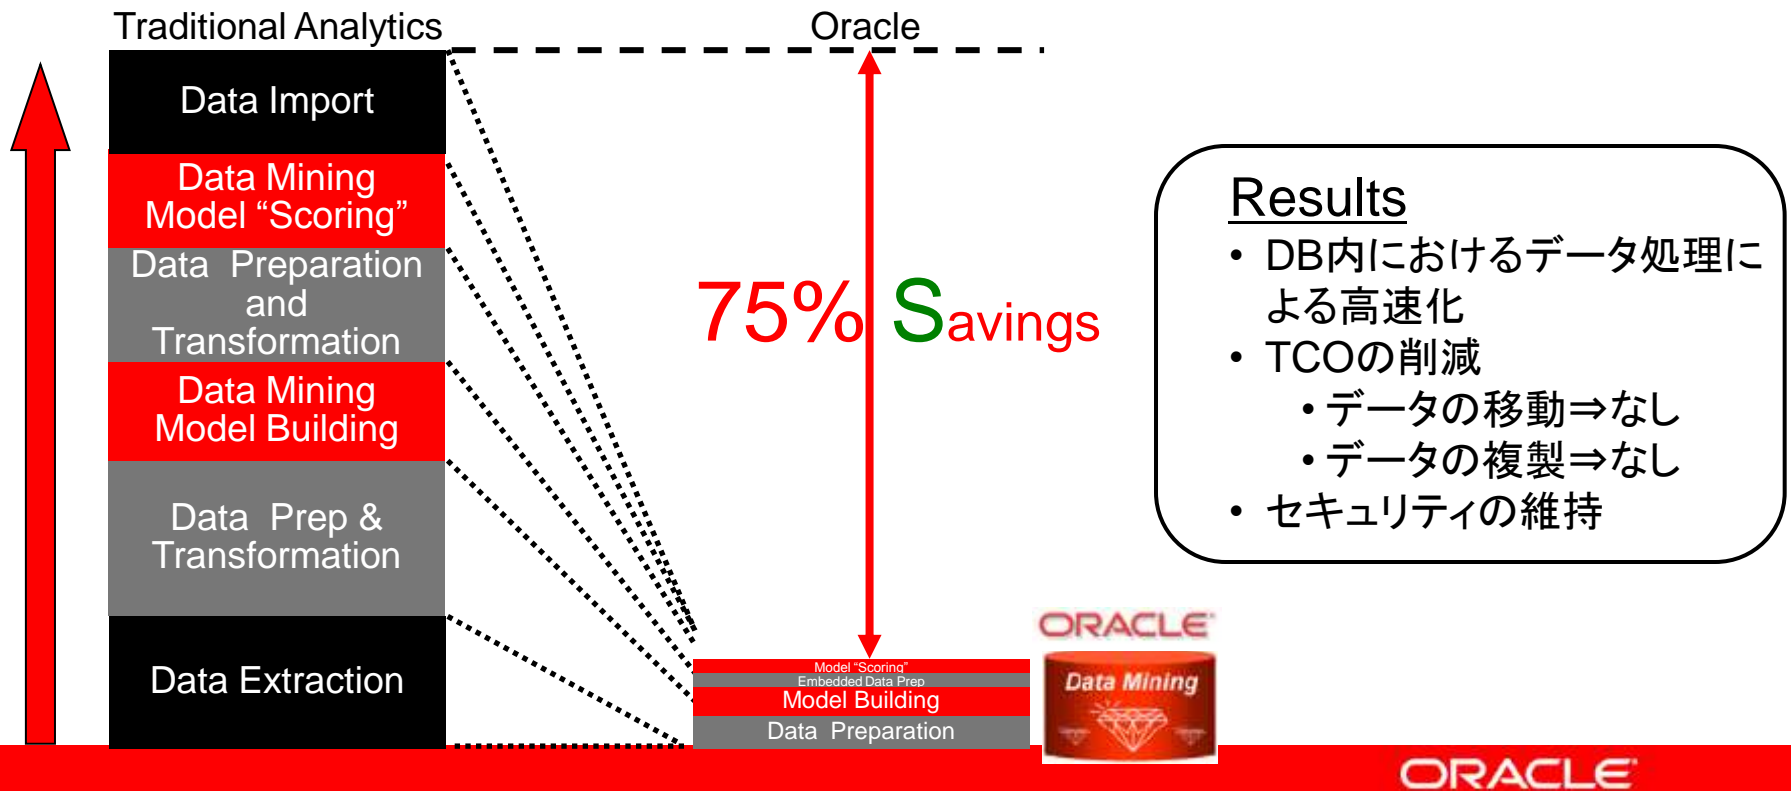 Traditional Analytics
Data Import
Data Mining
Model “Scoring”
Data Preparation
and
Transformation
Data Mining
Model Building
Data Prep &
Transformation
Data Extraction
Oracle
75% Savings
Model “Scoring”
Embedded Data Prep
Model Building
Data Preparation
Results
• DB内におけるデータ処理に
よる高速化
• TCOの削減
• データの移動⇒なし
• データの複製⇒なし
• セキュリティの維持
ORACLE
Data Mining
ORACLE